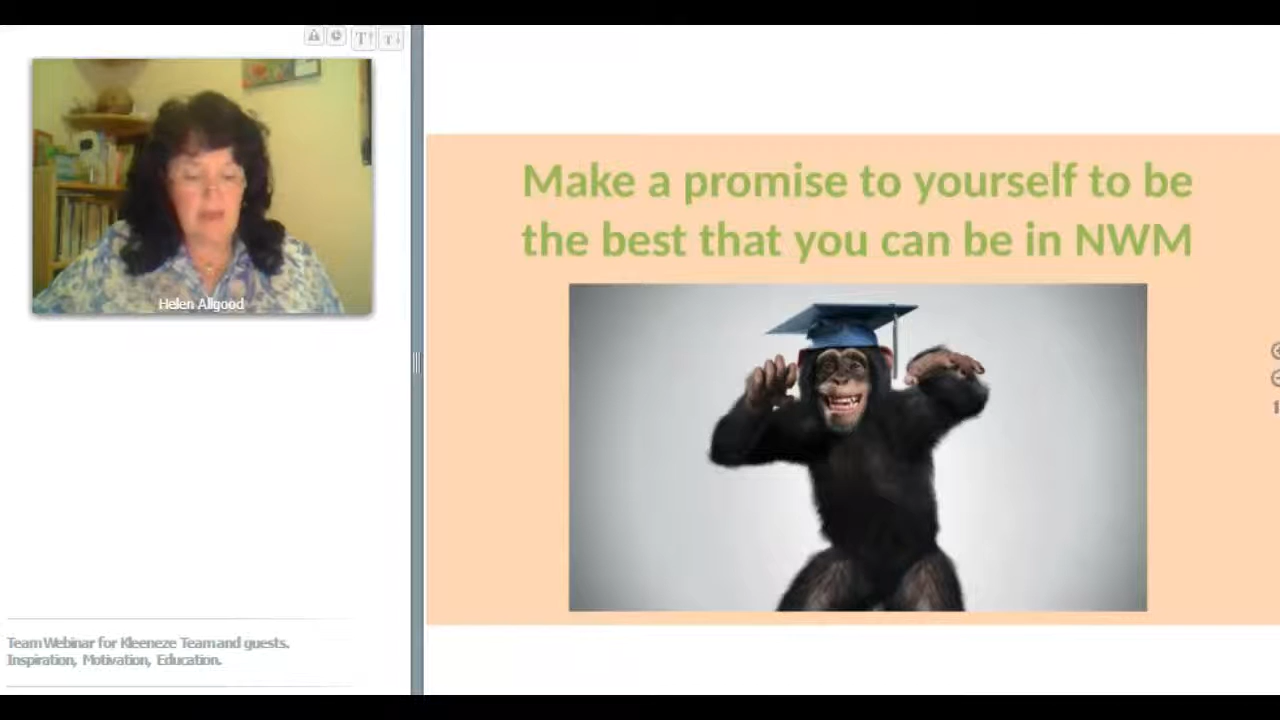 T↑ T↓
Helen Allgood
Make a promise to yourself to be
the best that you can be in NWM
Team Webinar for Kleeneze Team and guests.
Inspiration, Motivation, Education.